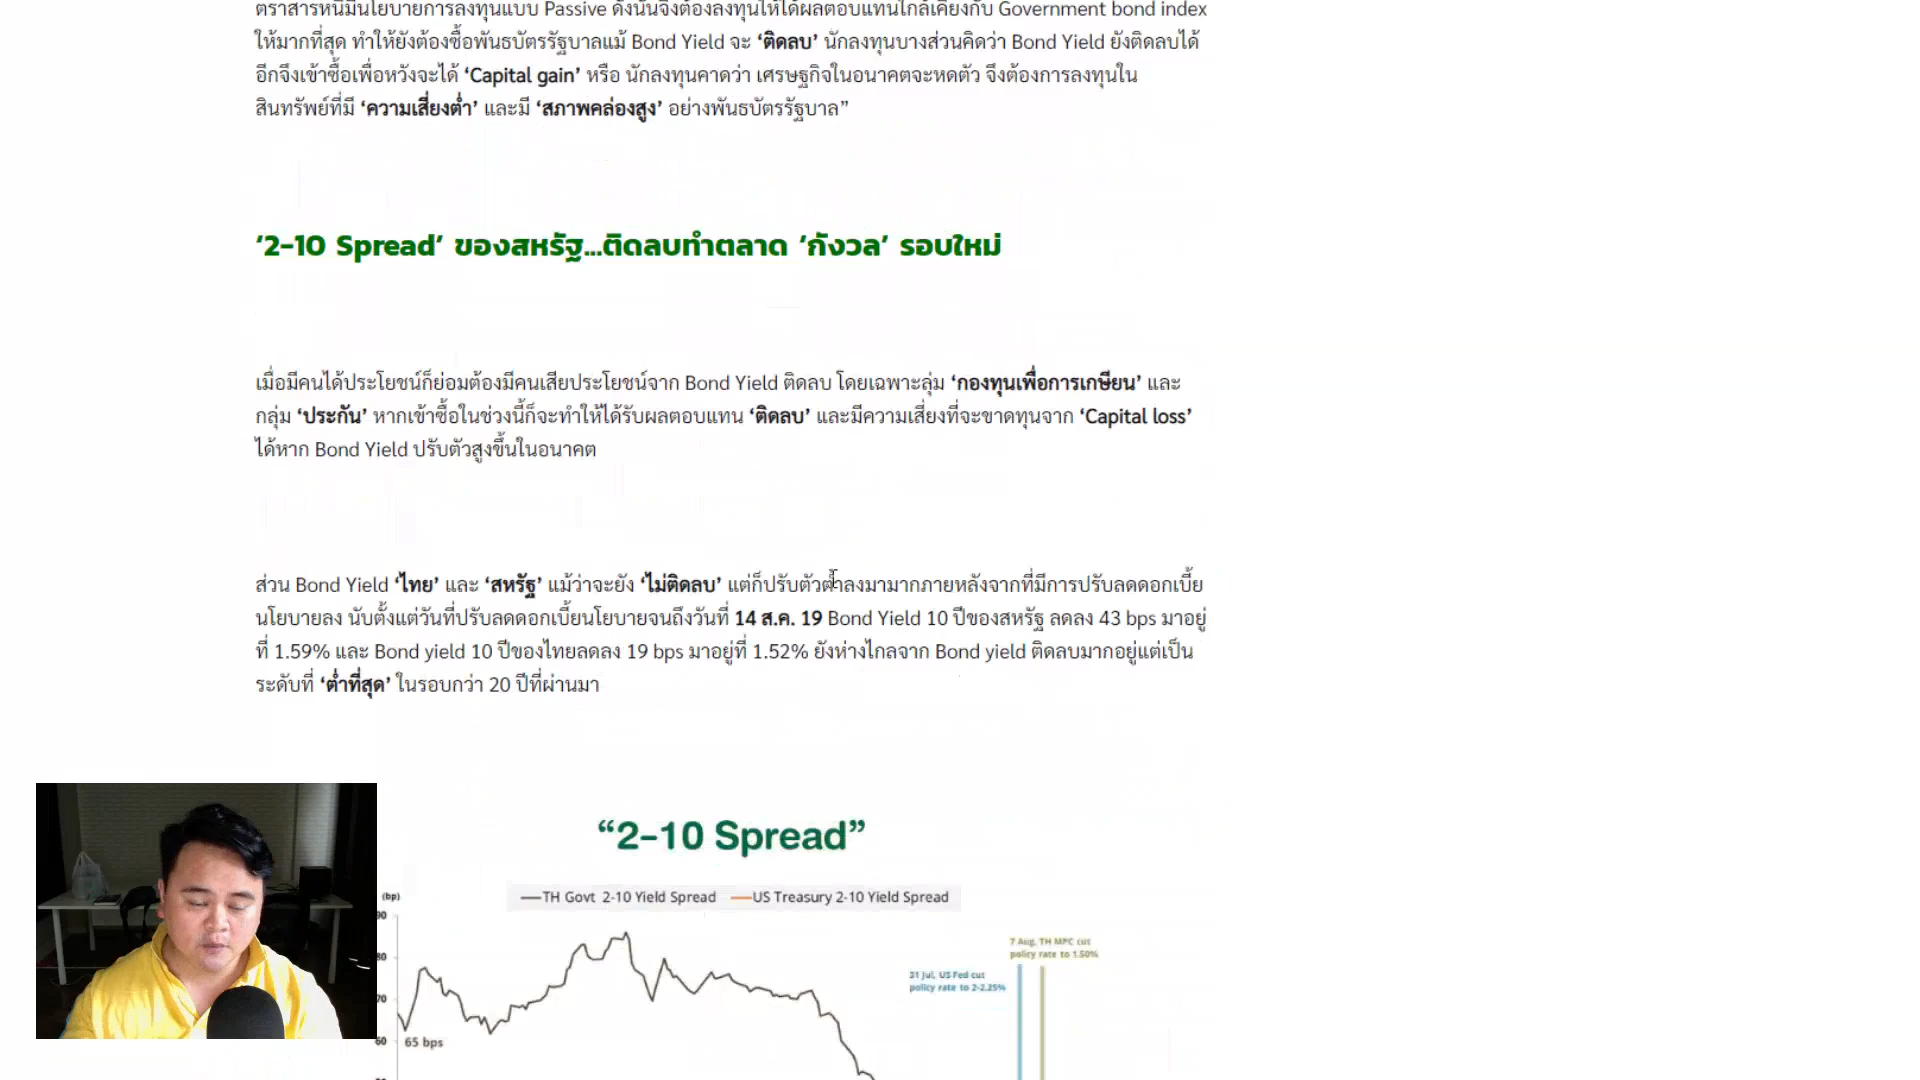 ตราสารหนี้มีนโยบายการลงทุนแบบ Passive ดังนั้นจึงต้องลงทุนให้ได้ผลตอบแทนใกล้เคียงกับ Government bond index
ให้มากที่สุด ทำให้ยังต้องซื้อพันธบัตรรัฐบาลแม้ Bond Yield จะ ‘ติดลบ’ นักลงทุนบางส่วนคิดว่า Bond Yield ยังติดลบได้
อีกจึงเข้าซื้อเพื่อหวังจะได้ ‘Capital gain’ หรือ นักลงทุนคาดว่า เศรษฐกิจในอนาคตจะหดตัว จึงต้องการลงทุนใน
สินทรัพย์ที่มี ‘ความเสี่ยงต่ำ’ และมี ‘สภาพคล่องสูง’ อย่างพันธบัตรรัฐบาล”
‘2-10 Spread’ ของสหรัฐ...ติดลบทำตลาด ‘กังวล’ รอบใหม่
เมื่อมีคนได้ประโยชน์ก็ย่อมต้องมีคนเสียประโยชน์จาก Bond Yield ติดลบ โดยเฉพาะลุ่ม ‘กองทุนเพื่อการเกษียน’ และ
กลุ่ม ‘ประกัน’ หากเข้าซื้อในช่วงนี้ก็จะทำให้ได้รับผลตอบแทน ‘ติดลบ’ และมีความเสี่ยงที่จะขาดทุนจาก ‘Capital loss’
ได้หาก Bond Yield ปรับตัวสูงขึ้นในอนาคต
ส่วน Bond Yield ‘ไทย’ และ ‘สหรัฐ’ แม้ว่าจะยัง ‘ไม่ติดลบ’ แต่ก็ปรับตัวต่ำลงมามากภายหลังจากที่มีการปรับลดดอกเบี้ย
นโยบายลง นับตั้งแต่วันที่ปรับลดดอกเบี้ยนโยบายจนถึงวันที่ 14 ส.ค. 19 Bond Yield 10 ปีของสหรัฐ ลดลง 43 bps มาอยู่
ที่ 1.59% และ Bond yield 10 ปีของไทยลดลง 19 bps มาอยู่ที่ 1.52% ยังห่างไกลจาก Bond yield ติดลบมากอยู่แต่เป็น
ระดับที่ ‘ต่ำที่สุด’ ในรอบกว่า 20 ปีที่ผ่านมา
“2-10 Spread”
(bp)
TH Govt 2-10 Yield Spread
US Treasury 2-10 Yield Spread
90
80
70
60
65 bps
31 Jul, US Fed cut
policy rate to 2-2.25%
7 Aug, TH MPC cut
policy rate to 1.50%